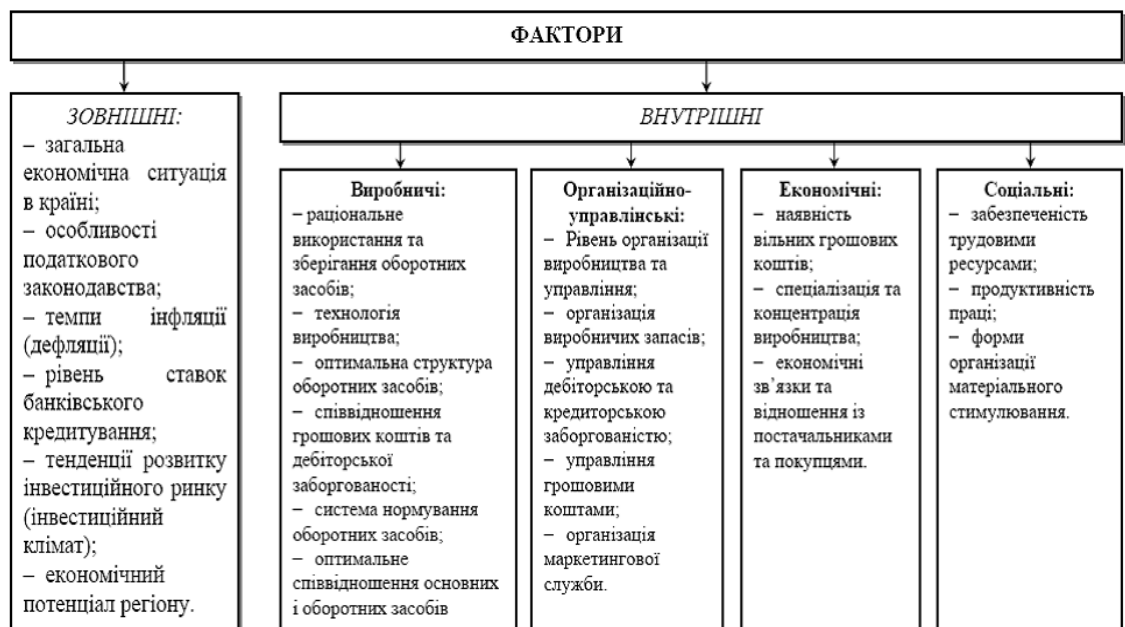 ФАКТОРИ
ЗОВНІШНІ:
– загальна
економічна ситуація
в країні;
– особливості
податкового
законодавства;
– темпи інфляції
(дефляції);
– рівень ставок
банківського
кредитування;
– тенденції розвитку
інвестиційного ринку
(інвестиційний
клімат);
– економічний
потенціал регіону.
ВНУТРІШНІ
Виробничі:
– раціональне
використання та
зберігання оборотних
засобів;
– технологія
виробництва;
– оптимальна структура
оборотних засобів;
– співвідношення
грошових коштів та
дебіторської
заборгованості;
– система нормування
оборотних засобів;
– оптимальне
співвідношення основних
і оборотних засобів
Організаційно-
управлінські:
– Рівень організації
виробництва та
управління;
– організація
виробничих запасів;
– управління
дебіторською та
кредиторською
заборгованістю;
– управління
грошовими
коштами;
– організація
маркетингової
служби.
Економічні:
– наявність
вільних грошових
коштів;
– спеціалізація та
концентрація
виробництва;
– економічні
зв’язки та
відношення із
постачальниками
та покупцями.
Соціальні:
– забезпеченість
трудовими
ресурсами;
– продуктивність
праці;
– форми
організації
матеріального
стимулювання.